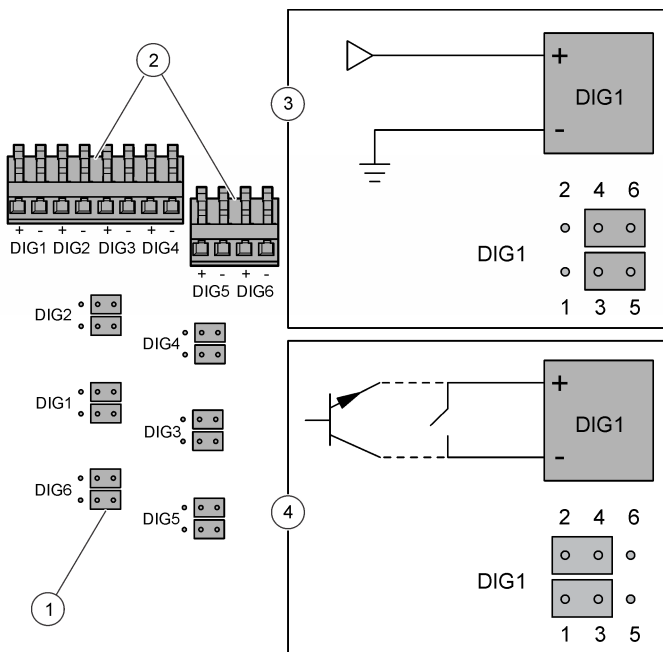 2
+ - + - + - + -
DIG1 DIG2 DIG3 DIG4
+ - + -
DIG5 DIG6
DIG2
DIG4
DIG1
DIG3
DIG6
DIG5
1
3
+
DIG1
-
2 4 6
DIG1
1 3 5
4
+
DIG1
-
2 4 6
DIG1
1 3 5